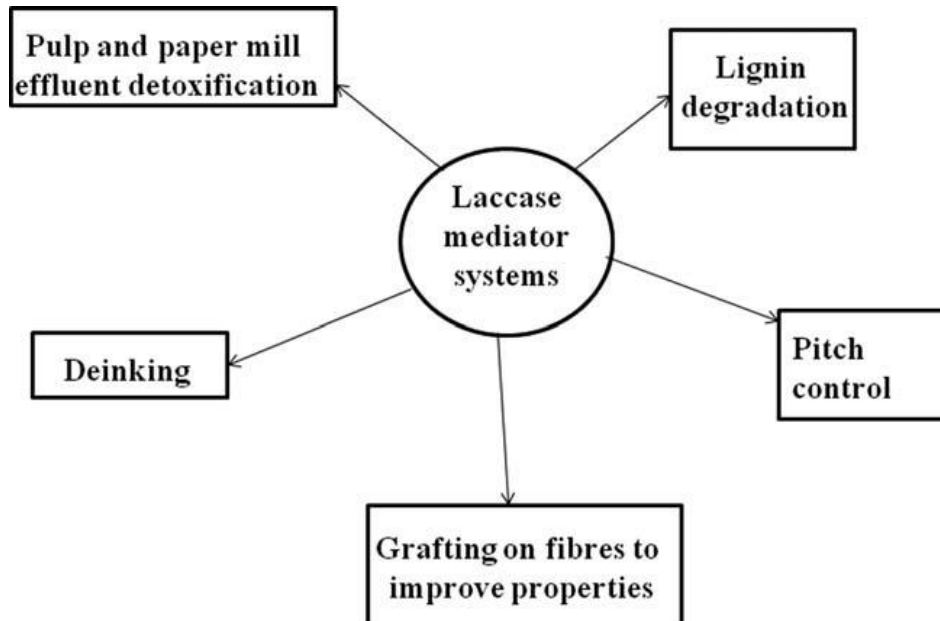 Pulp and paper mill
effluent detoxification
Lignin
degradation
Laccase
mediator
systems
Deinking
Pitch
control
Grafting on fibres to
improve properties